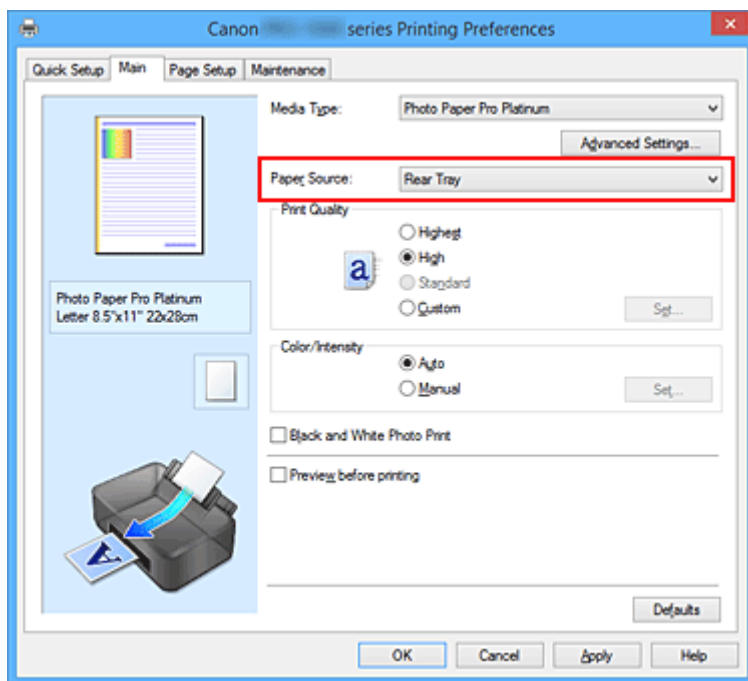 Canon series Printing Preferences
Quick Setup Main Page Setup Maintenance
Media Type: Photo Paper Pro Platinum
Advanced Settings...
Paper Source: Rear Tray
Print Quality
Highest
a High
Standard
Custom Set...
Photo Paper Pro Platinum
Letter 8.5"x11" 22x28cm
Color/Intensity
Auto
Manual Set...
Black and White Photo Print
Preview before printing
A
Defaults
OK Cancel Apply Help